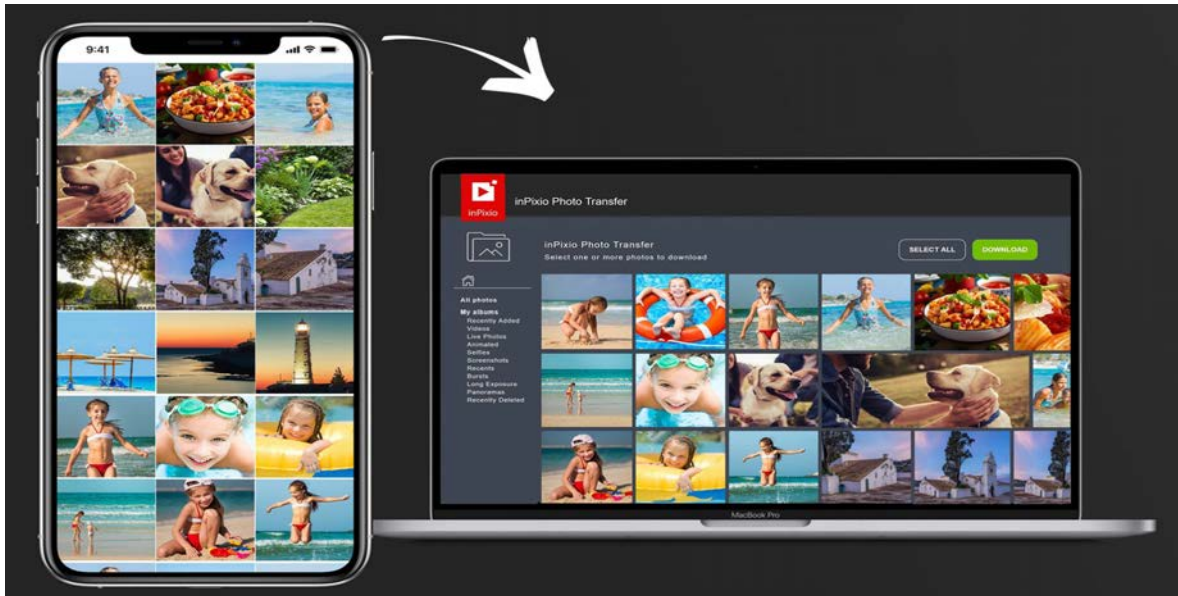 9:41
inPixio
inPixio Photo Transfer
inPixio Photo Transfer
Select one or more photos to download
SELECT ALL
DOWNLOAD
All photos
My albums
Recently Added
Videos
Live Photos
Animated
Selfies
Screenshots
Recents
Bursts
Long Exposure
Panoramas
Recently Deleted
MacBook Pro